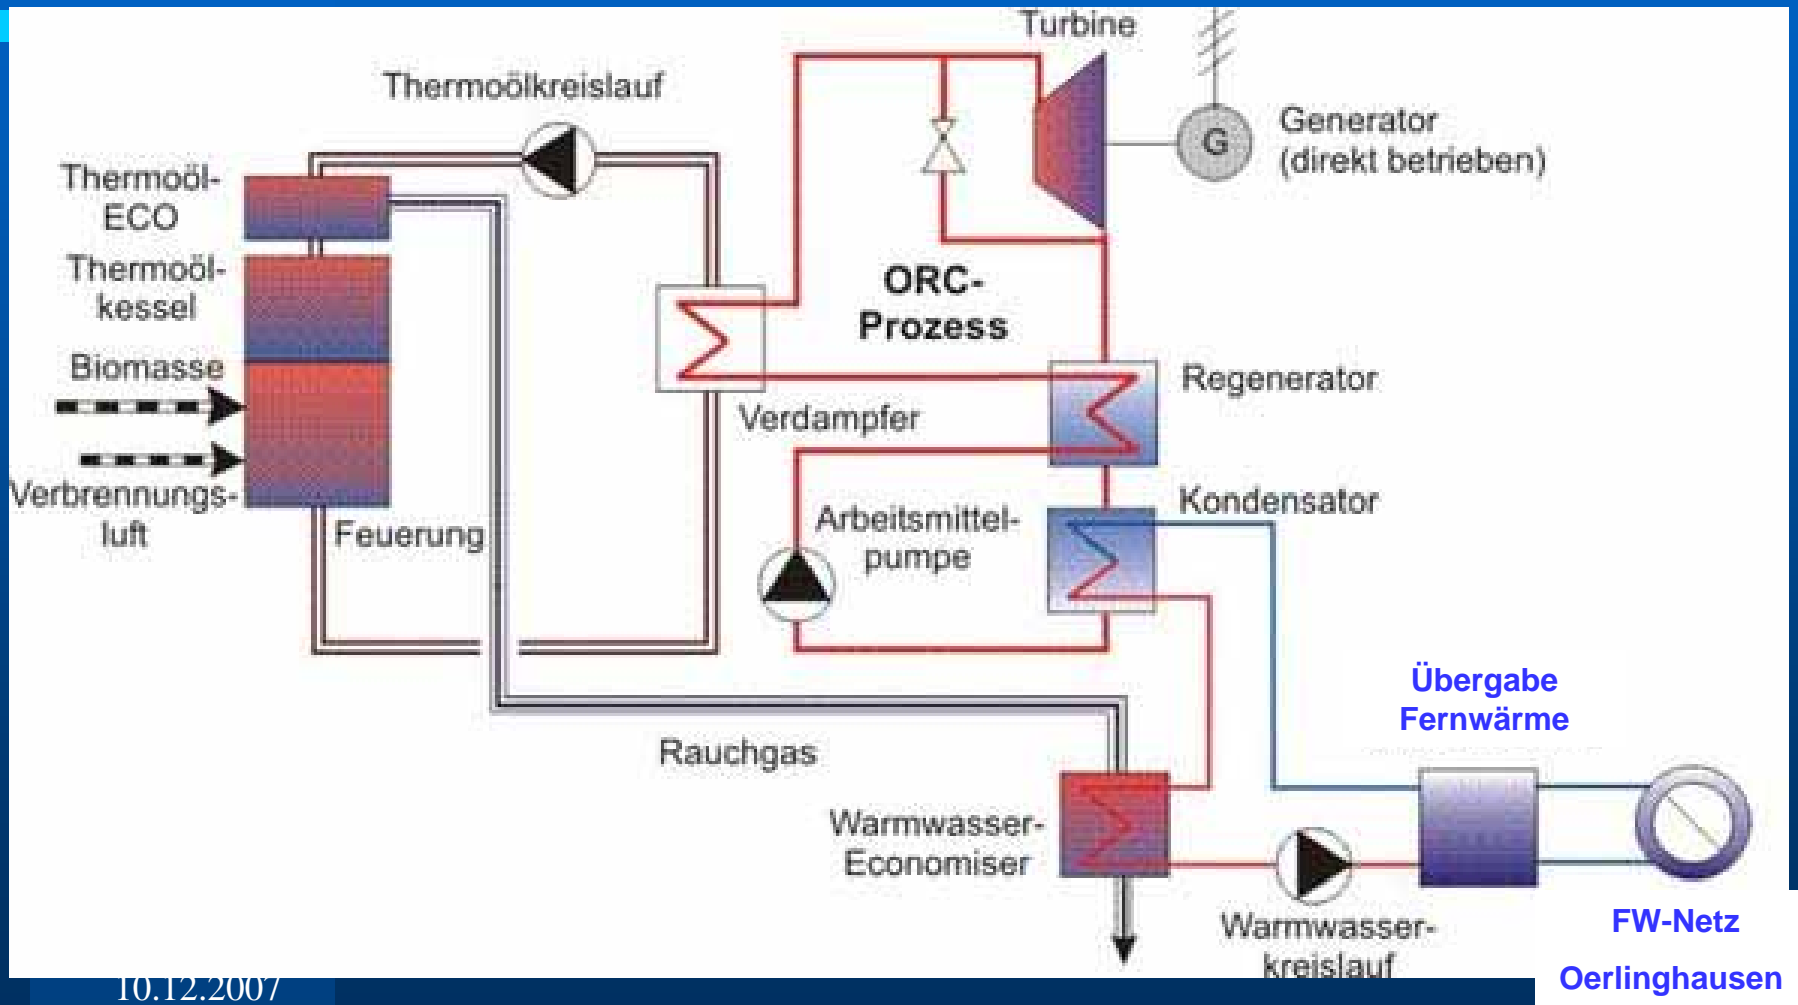 Turbine
Thermoölkreislauf
Generator
(direkt betrieben)
G
Thermoöl-
ECO
Thermoöl-
kessel
ORC-
Prozess
Biomasse
Regenerator
Verdampfer
Verbrennungs-
luft
Feuerung
Kondensator
Arbeitsmittel-
pumpe
Übergabe
Fernwärme
Rauchgas
Warmwasser-
Economiser
Warmwasser-
kreislauf
FW-Netz
Oerlinghausen
10.12.2007